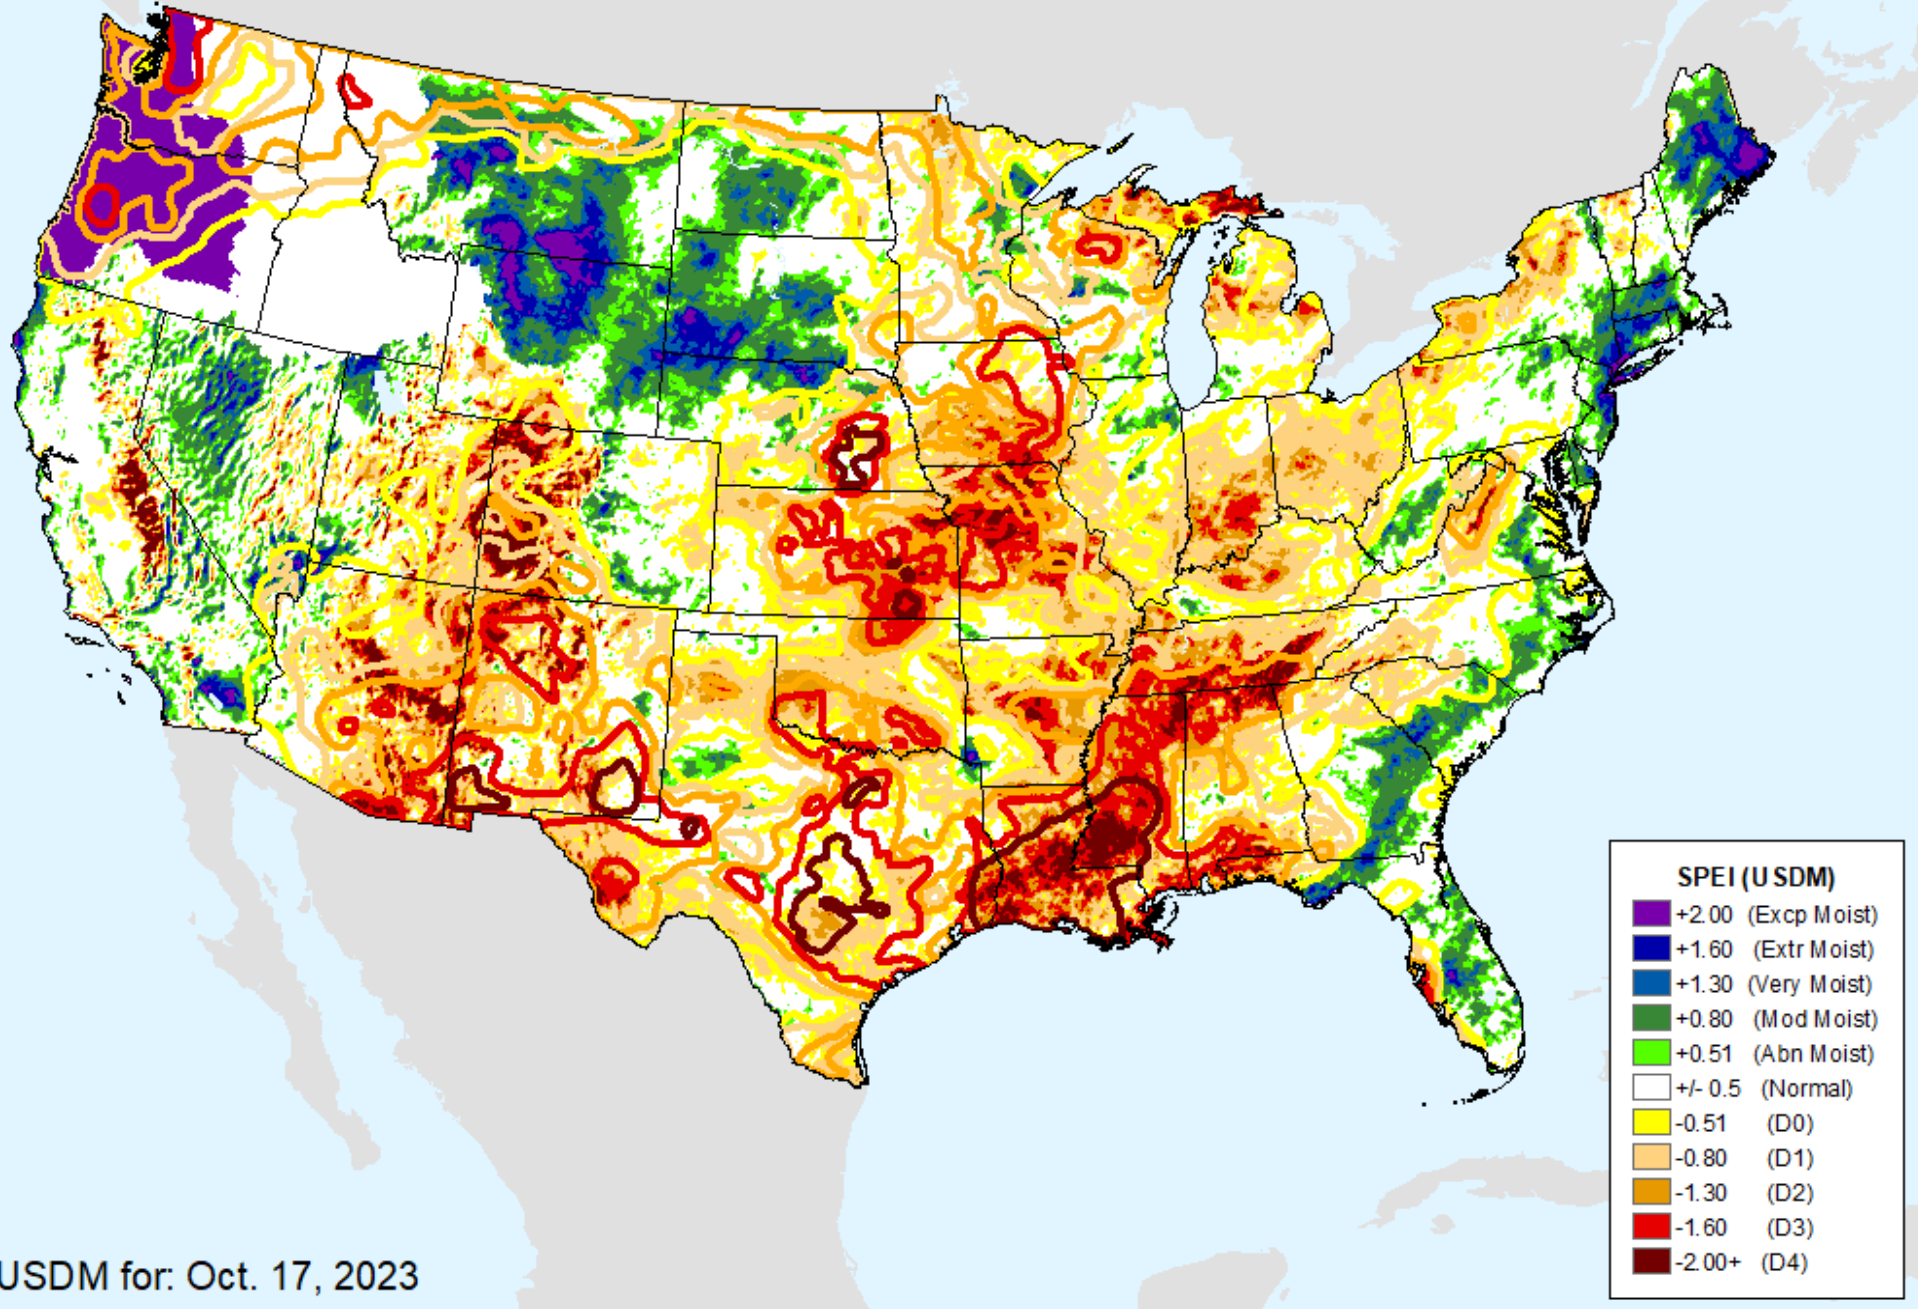 SPEI (USDM)
+2.00 (Excp Moist)
+1.60 (Extr Moist)
+1.30 (Very Moist)
+0.80 (Mod Moist)
+0.51 (Abn Moist)
+/- 0.5 (Normal)
-0.51 (D0)
-0.80 (D1)
-1.30 (D2)
-1.60 (D3)
-2.00+ (D4)
USDM for: Oct. 17, 2023